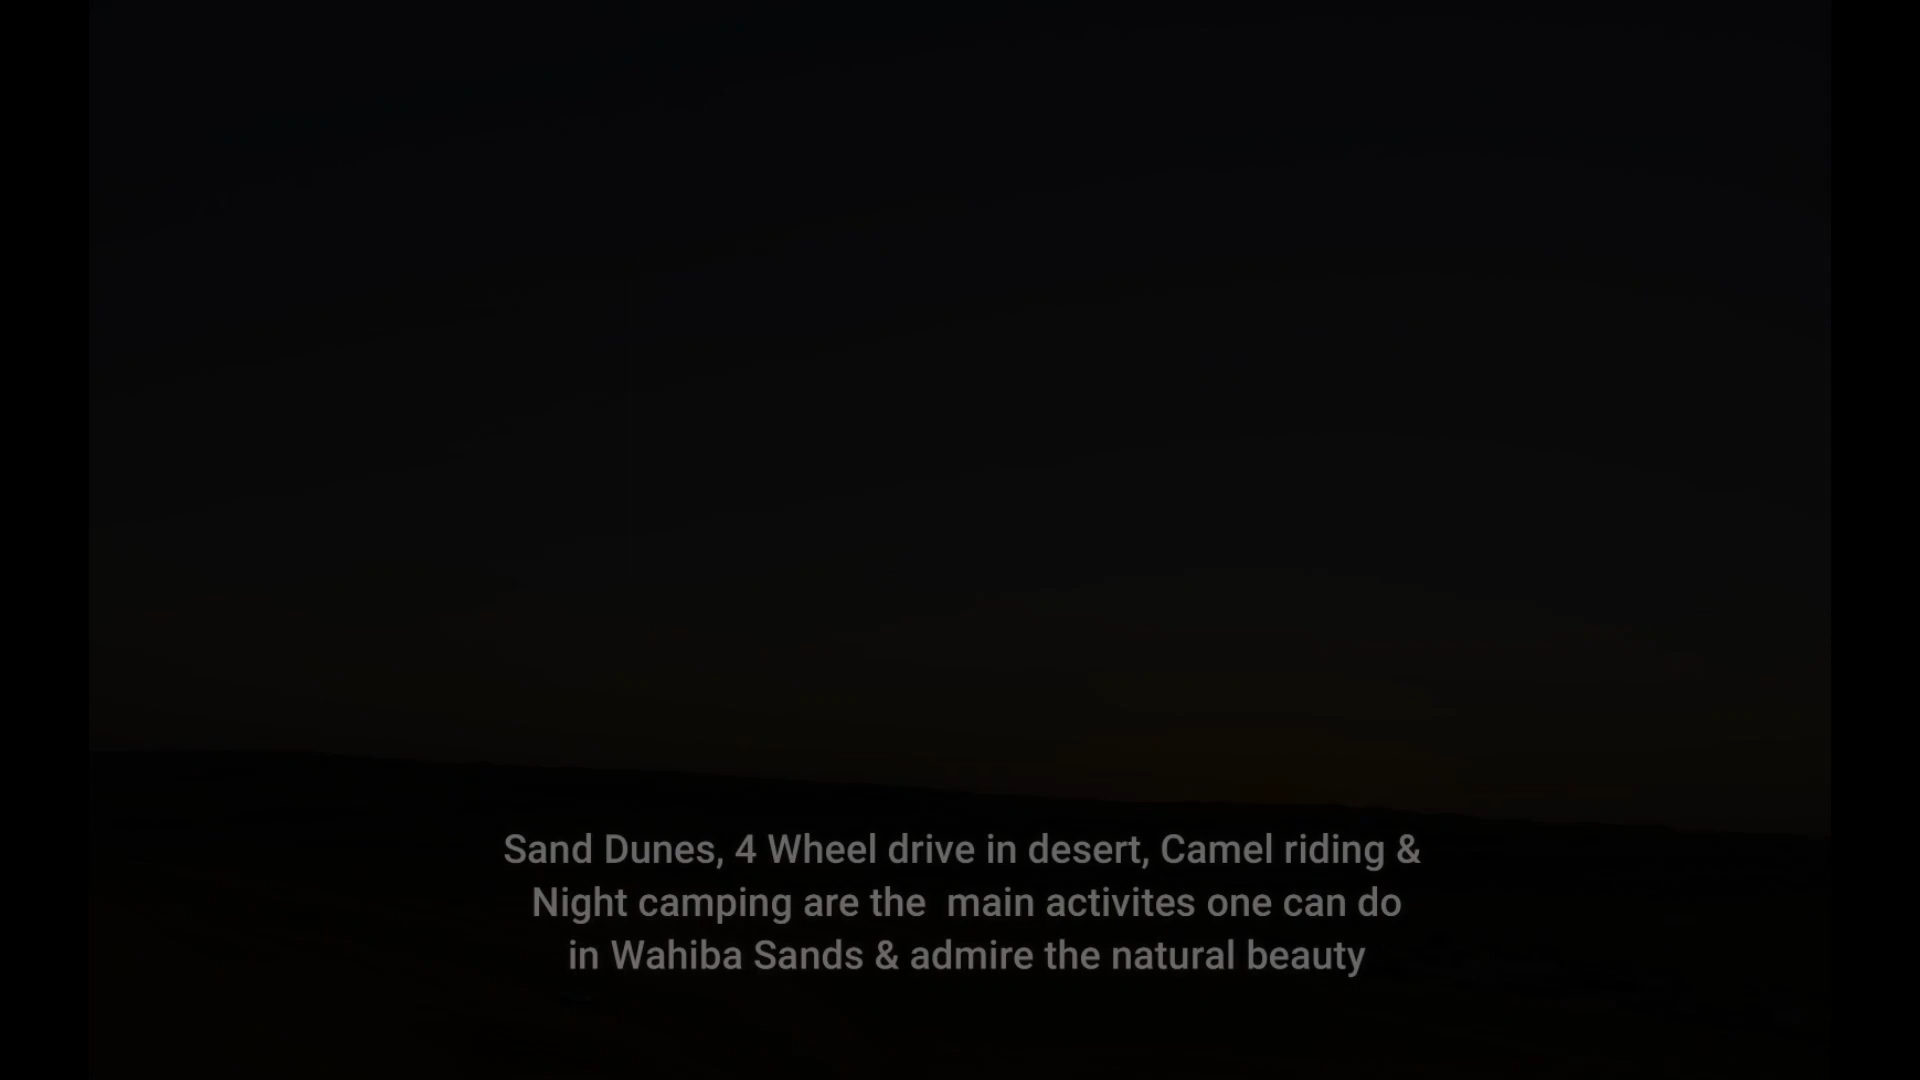 Sand Dunes, 4 Wheel drive in desert, Camel riding &
Night camping are the  main activites one can do
in Wahiba Sands & admire the natural beauty